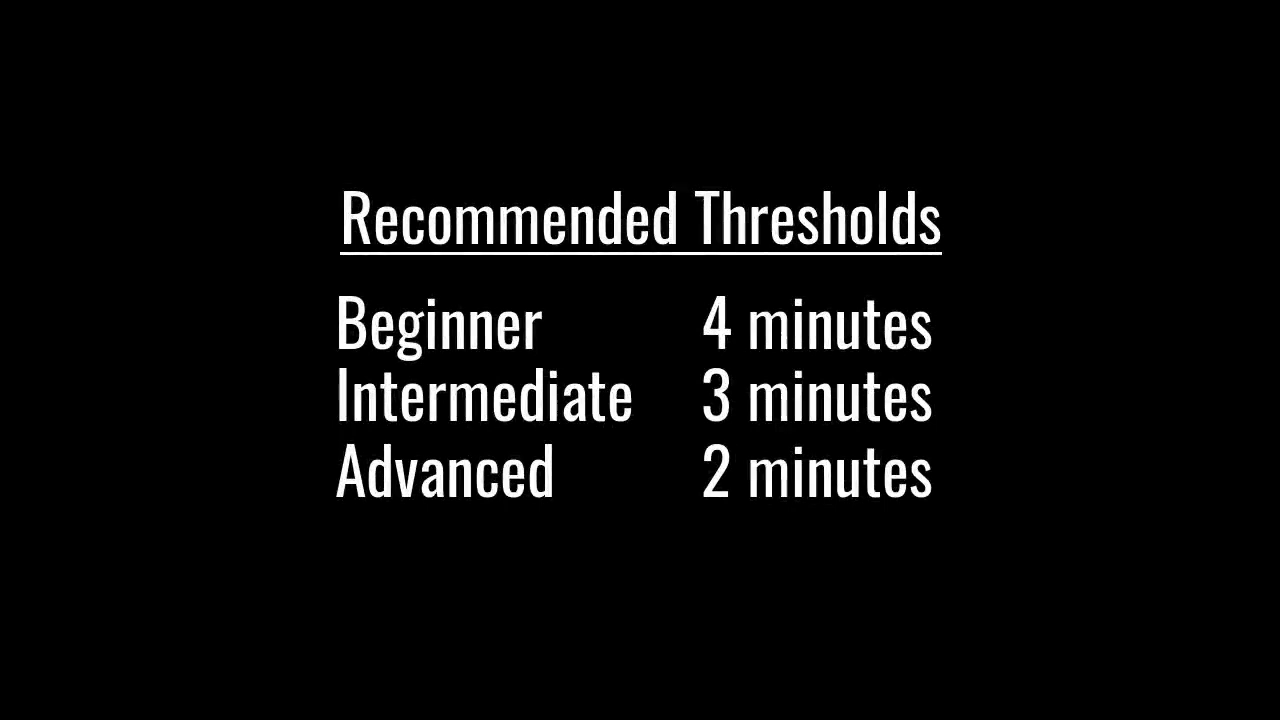 Recommended Thresholds
Beginner 4 minutes
Intermediate 3 minutes
Advanced 2 minutes